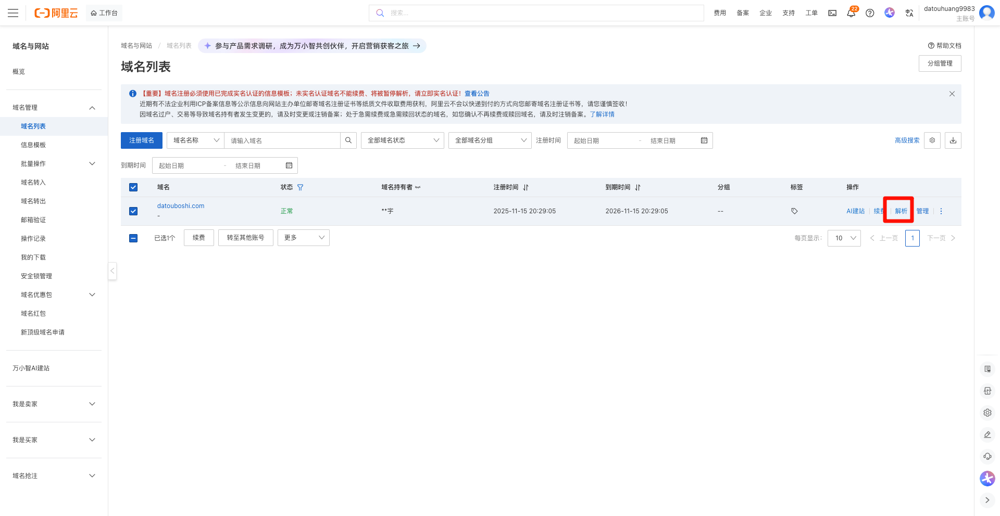 阿里云
工作台
搜索...
费用
备案
企业
支持
工单
22
datouhuang9983
主账号
域名与网站
概览
域名管理
域名列表
信息模板
批量操作
域名转入
域名转出
邮箱验证
操作记录
我的下载
安全锁管理
域名优惠包
域名红包
新顶级域名申请
万小智AI建站
我是卖家
我是买家
域名抢注
域名与网站 / 域名列表
参与产品需求调研，成为万小智共创伙伴，开启营销获客之旅
帮助文档
域名列表
分组管理
【重要】域名注册必须使用已完成实名认证的信息模板；未实名认证域名不能续费、将被暂停解析，请立即实名认证！查看公告
近期有不法企业利用ICP备案信息等公示信息向网站主办单位邮寄域名注册证书等纸质文件收取费用获利，阿里云不会以快递到付的方式向您邮寄域名注册证书等，请您谨慎签收！
因域名过户、交易等导致域名持有者发生变更的，请及时变更或注销备案；处于急需续费或急需赎回状态的域名，如您确认不再续费或赎回域名，请及时注销备案。了解详情
注册域名
域名名称
请输入域名
全部域名状态
全部域名分组
注册时间
起始日期 - 结束日期
高级搜索
到期时间
起始日期 - 结束日期
域名 状态 域名持有者 注册时间 到期时间 分组 标签 操作
datouboshi.com
-
正常
**宇
2025-11-15 20:29:05
2026-11-15 20:29:05
--
AI建站 续费 解析 管理
已选1个
续费
转至其他账号
更多
每页显示：
10
上一页
1
下一页
APP